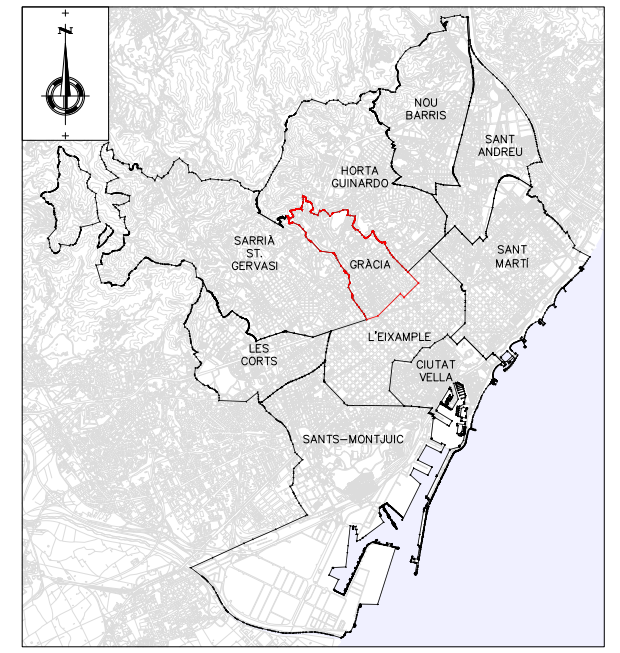 N
NOU
BARRIS
SANT
ANDREU
HORTA
GUINARDO
SARRIÀ
ST.
GERVASI
GRÀCIA
SANT
MARTÍ
L'EIXAMPLE
LES
CORTS
CIUTAT
VELLA
SANTS-MONTJUIC